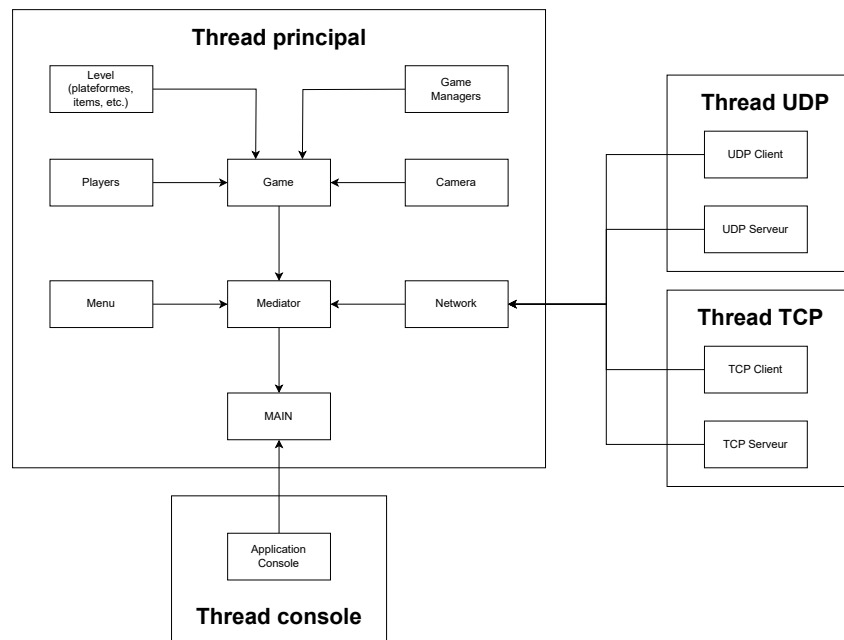 Thread principal
Level
(plateformes,
items, etc.)
Game
Managers
Players
Game
Camera
Menu
Mediator
Network
MAIN
Thread UDP
UDP Client
UDP Serveur
Thread TCP
TCP Client
TCP Serveur
Application
Console
Thread console